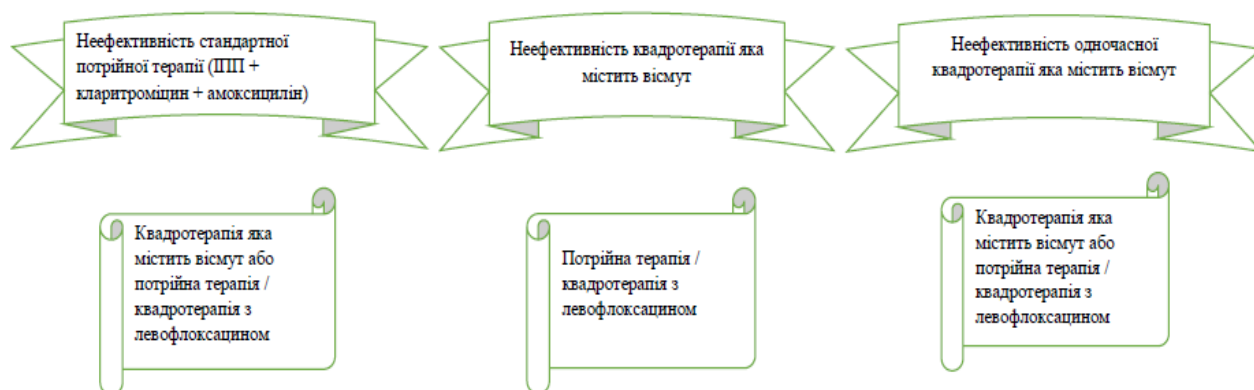 Неефективність стандартної
потрійної терапії (ІПП +
кларитроміцин + амоксицилін)
Неефективність квадротерапії яка
містить вісмут
Неефективність одночасної
квадротерапії яка містить вісмут
Квадротерапія яка
містить вісмут або
потрійна терапія /
квадротерапія з
левофлоксацином
Потрійна терапія /
квадротерапія з
левофлоксацином
Квадротерапія яка
містить вісмут або
потрійна терапія /
квадротерапія з
левофлоксацином